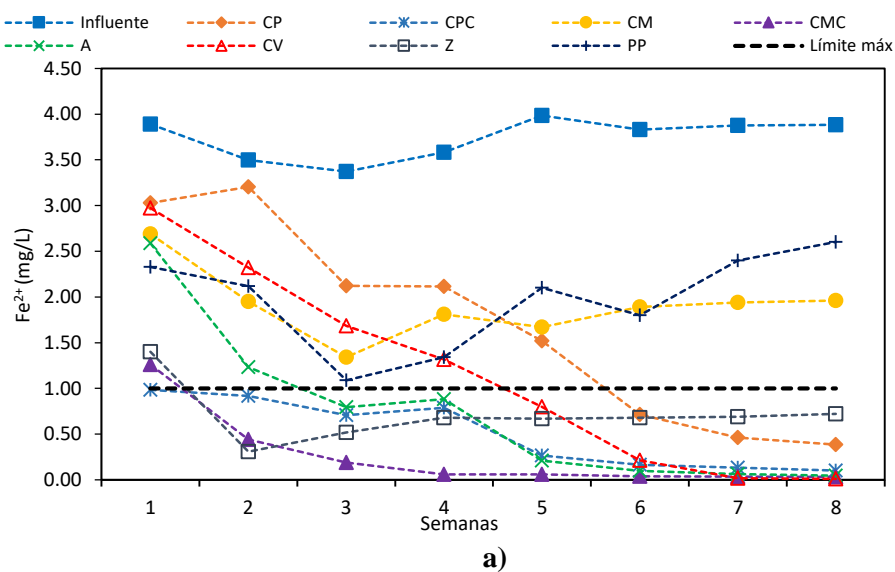 Influente CP CPC CM CMC
A CV Z PP Límite máx
4.50
4.00
3.50
3.00
2.50
2.00
1.50
1.00
0.50
0.00
Fe²⁺ (mg/L)
1 2 3 4 5 6 7 8
Semanas
a)